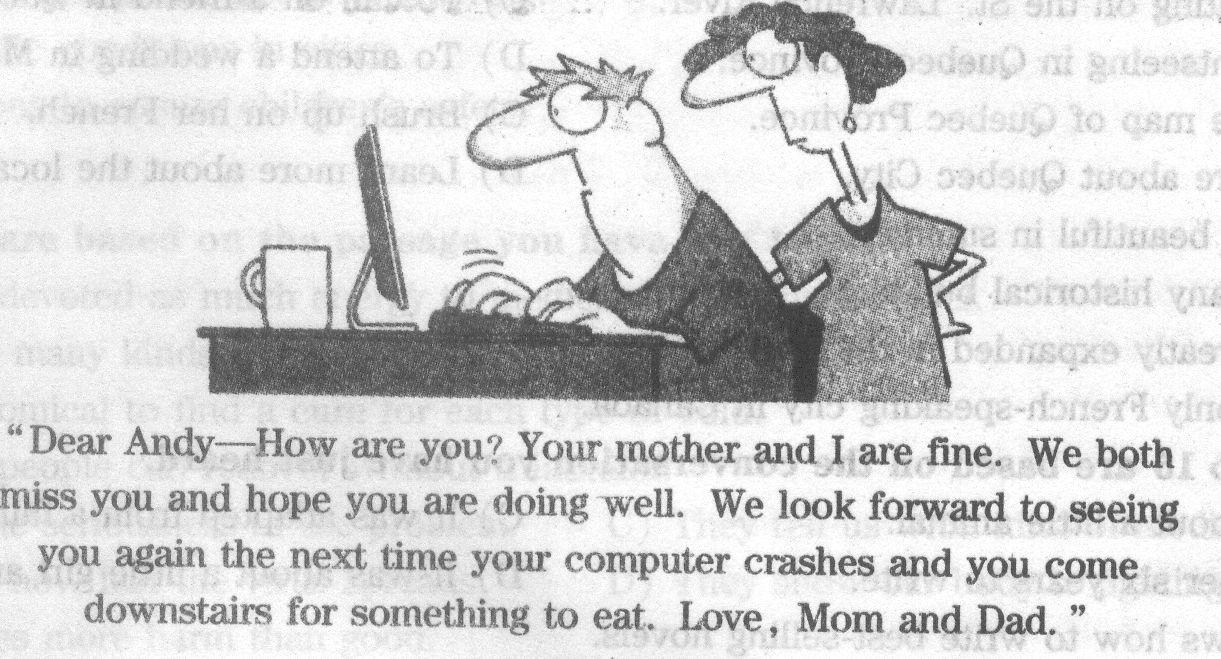 “Dear Andy—How are you? Your mother and I are fine. We both
miss you and hope you are doing well. We look forward to seeing
you again the next time your computer crashes and you come
downstairs for something to eat. Love, Mom and Dad.”